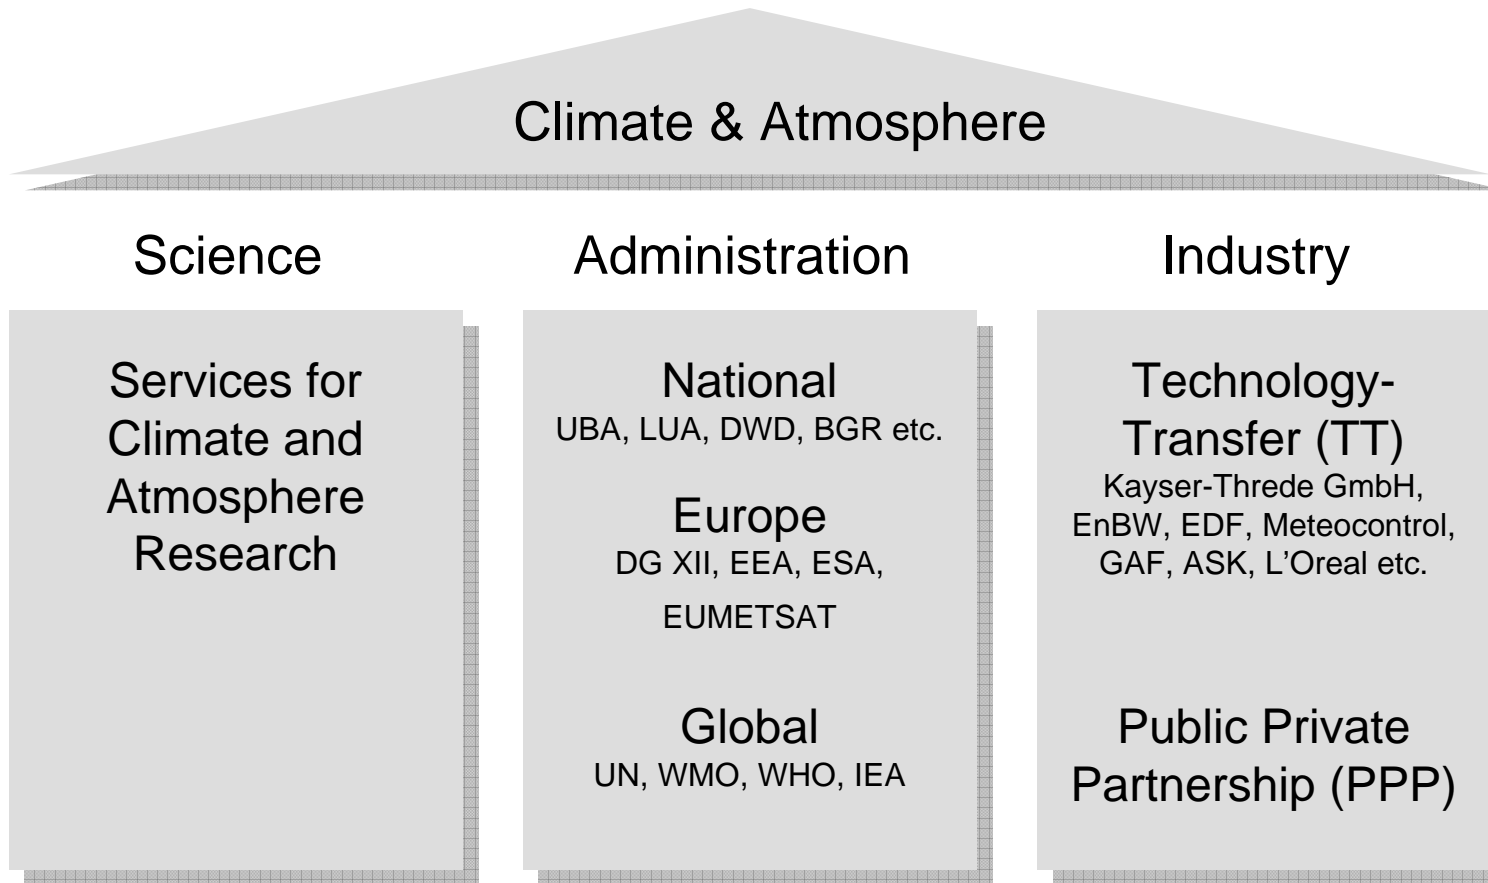 Climate & Atmosphere
Science
Administration
Industry
Services for
Climate and
Atmosphere
Research
National
UBA, LUA, DWD, BGR etc.
Europe
DG XII, EEA, ESA,
EUMETSAT
Global
UN, WMO, WHO, IEA
Technology-
Transfer (TT)
Kayser-Threde GmbH,
EnBW, EDF, Meteocontrol,
GAF, ASK, L’Oreal etc.
Public Private
Partnership (PPP)